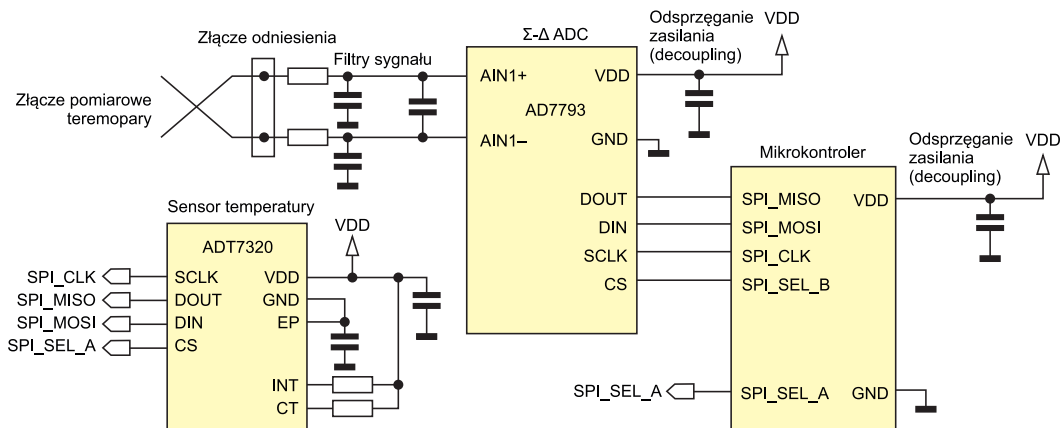 Złącze odniesienia
Filtry sygnału
Złącze pomiarowe
teremopary
Σ-Δ ADC
AIN1+
VDD
AD7793
AIN1–
GND
DOUT
DIN
SCLK
CS
Odsprzęganie
zasilania
(decoupling)
VDD
Mikrokontroler
SPI_MISO
VDD
SPI_MOSI
SPI_CLK
SPI_SEL_B
SPI_SEL_A
GND
SPI_SEL_A
Odsprzęganie
zasilania
(decoupling)
VDD
Sensor temperatury
VDD
ADT7320
SPI_CLK
SCLK
VDD
SPI_MISO
DOUT
GND
SPI_MOSI
DIN
EP
SPI_SEL_A
CS
INT
CT